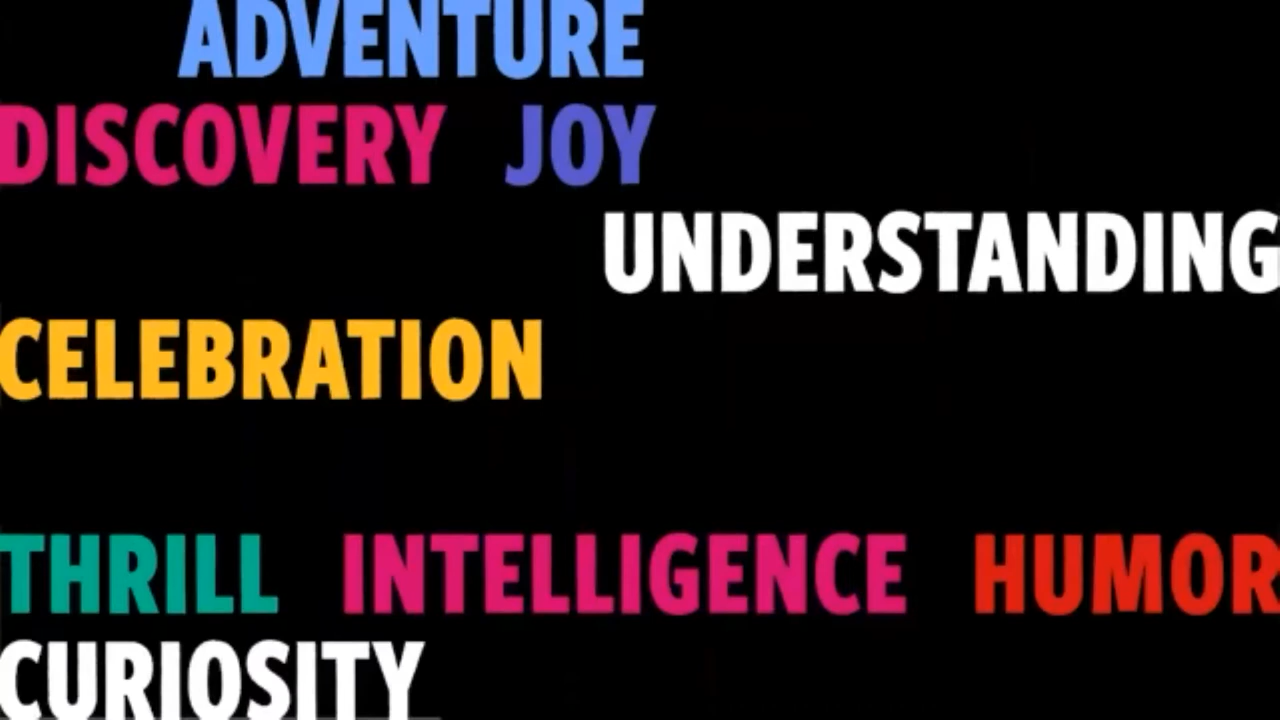 ADVENTURE
DISCOVERY JOY
UNDERSTANDING
CELEBRATION
THRILL INTELLIGENCE HUMOR
CURIOSITY